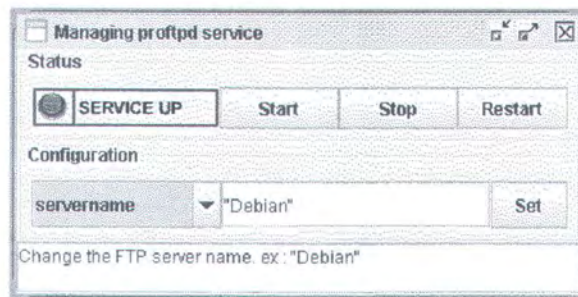 Managing proftpd service
Status
SERVICE UP Start Stop Restart
Configuration
servername "Debian" Set
Change the FTP server name. ex : "Debian"